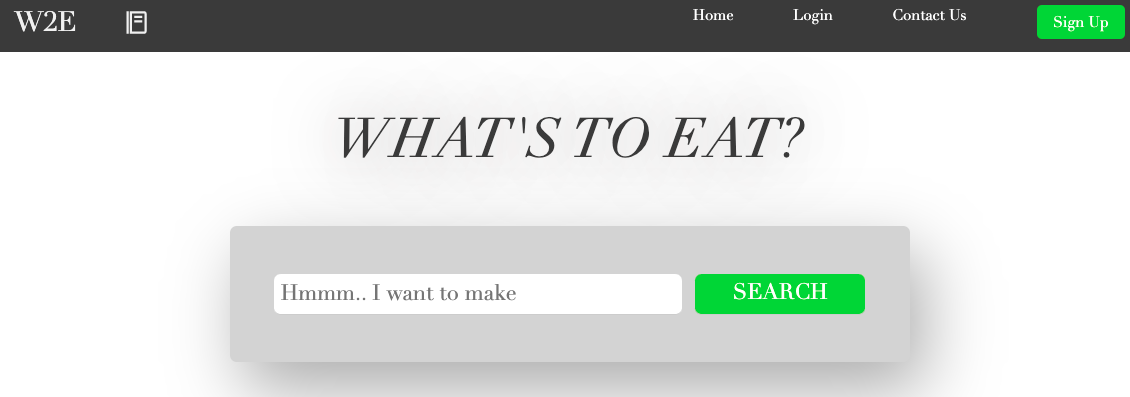 W2E
Home Login Contact Us Sign Up
WHAT'S TO EAT?
Hmmm.. I want to make
SEARCH